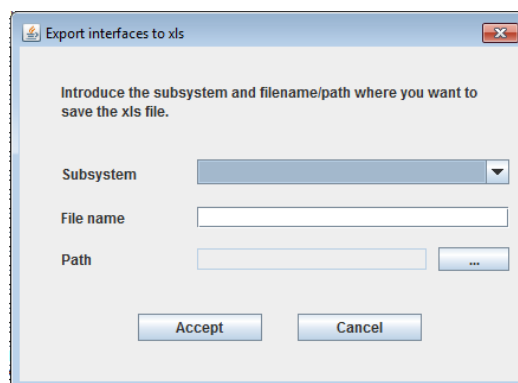 Export interfaces to xls
Introduce the subsystem and filename/path where you want to
save the xls file.
Subsystem
File name
Path
...
Accept
Cancel